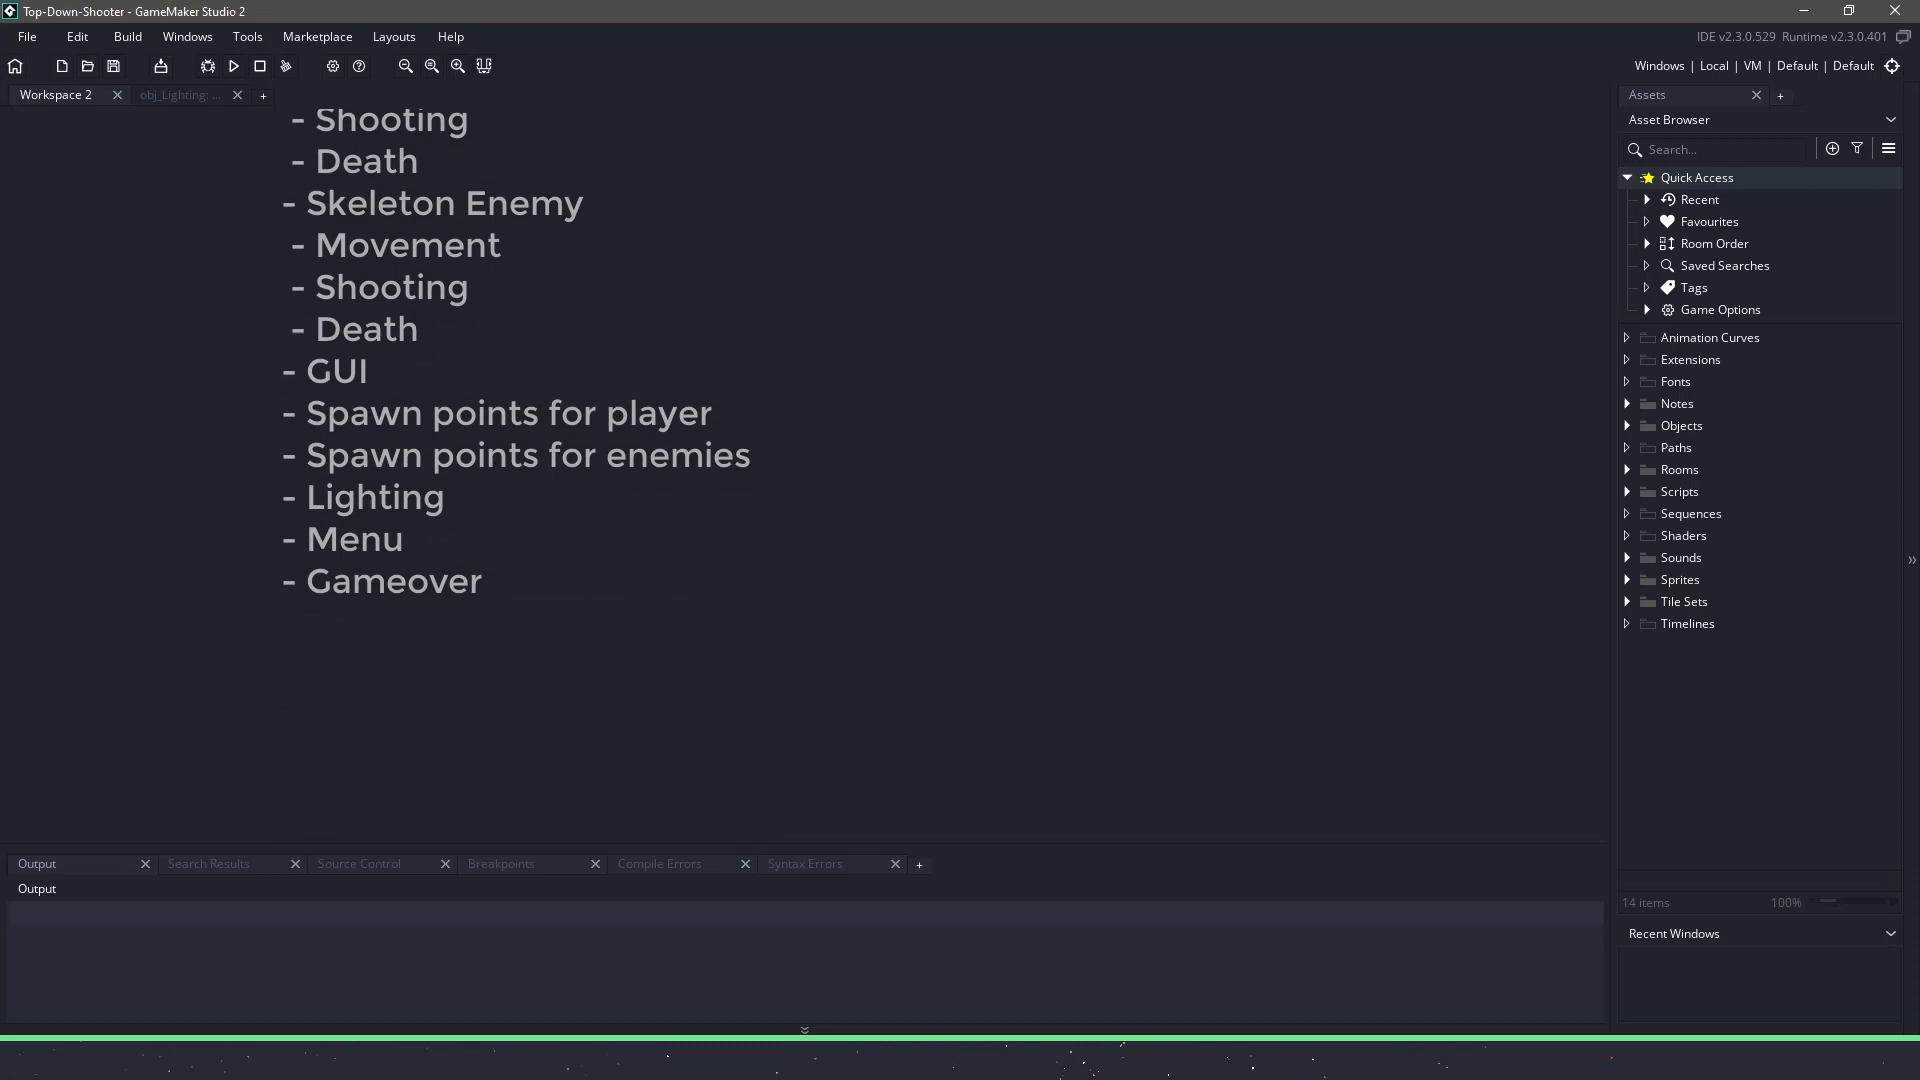 Top-Down-Shooter - GameMaker Studio 2
File Edit Build Windows Tools Marketplace Layouts Help
IDE v2.3.0.529 Runtime v2.3.0.401
Windows | Local | VM | Default | Default
Workspace 2
obj_Lighting: ...
Assets
Asset Browser
Search...
- Shooting
- Death
- Skeleton Enemy
- Movement
- Shooting
- Death
- GUI
- Spawn points for player
- Spawn points for enemies
- Lighting
- Menu
- Gameover
Quick Access
Recent
Favourites
Room Order
Saved Searches
Tags
Game Options
Animation Curves
Extensions
Fonts
Notes
Objects
Paths
Rooms
Scripts
Sequences
Shaders
Sounds
Sprites
Tile Sets
Timelines
14 items 100%
Recent Windows
Output Search Results Source Control Breakpoints Compile Errors Syntax Errors
Output